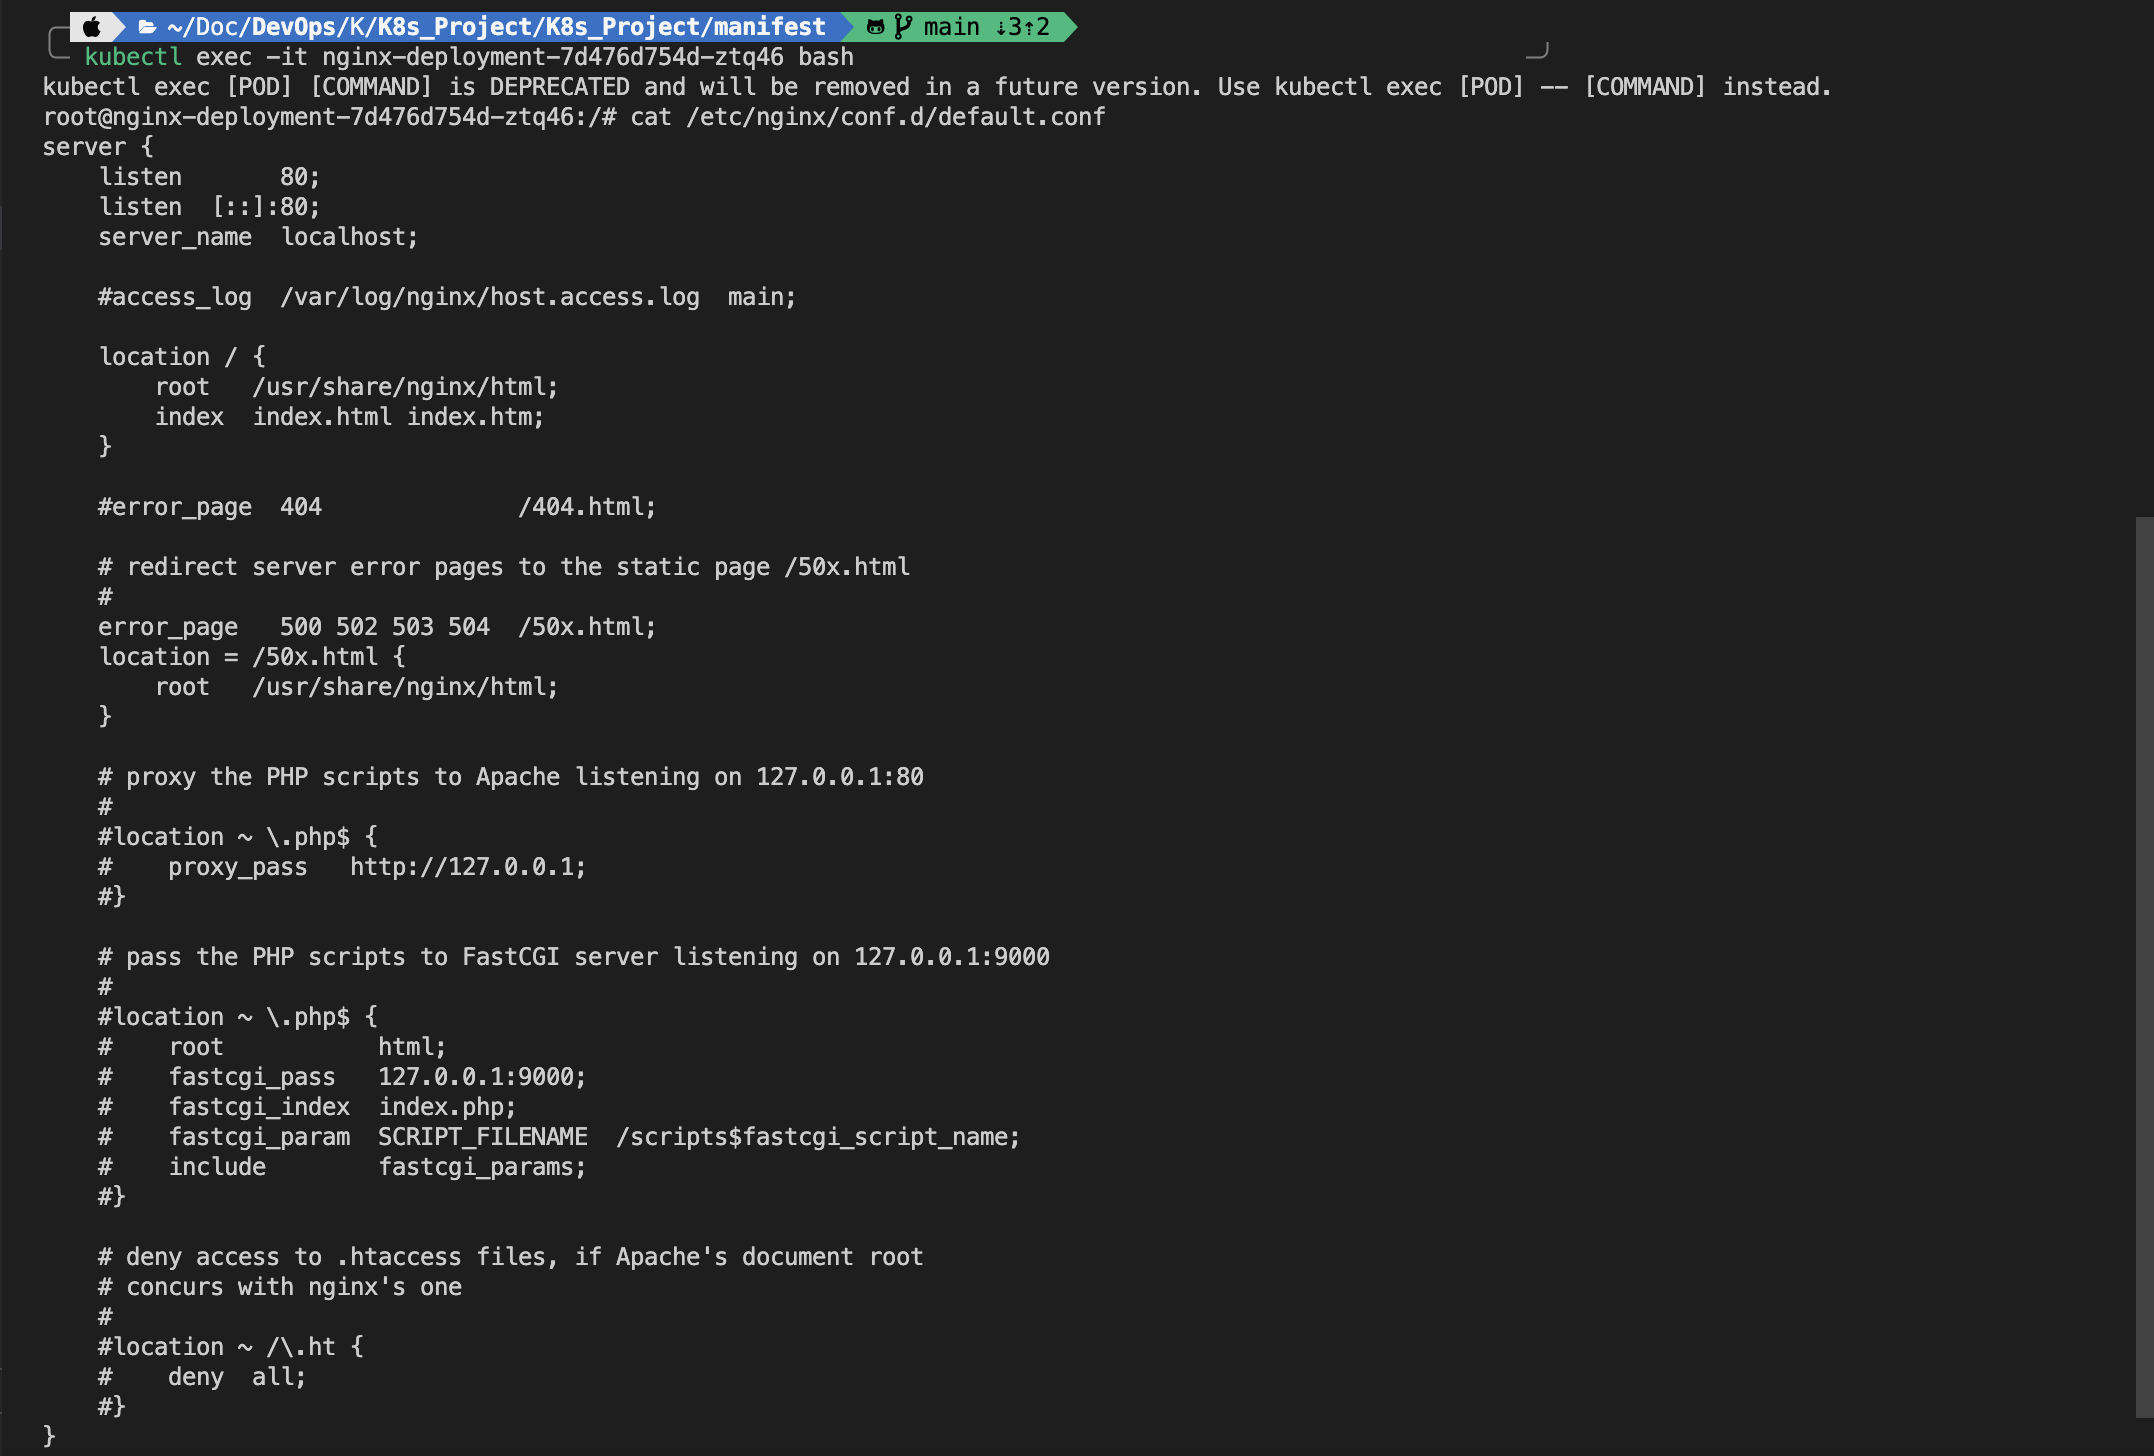 ~/Doc/DevOps/K/K8s_Project/K8s_Project/manifest main ⇣3⇡2
kubectl exec -it nginx-deployment-7d476d754d-ztq46 bash
kubectl exec [POD] [COMMAND] is DEPRECATED and will be removed in a future version. Use kubectl exec [POD] -- [COMMAND] instead.
root@nginx-deployment-7d476d754d-ztq46:/# cat /etc/nginx/conf.d/default.conf
server {
    listen       80;
    listen  [::]:80;
    server_name  localhost;

    #access_log  /var/log/nginx/host.access.log  main;

    location / {
        root   /usr/share/nginx/html;
        index  index.html index.htm;
    }

    #error_page  404              /404.html;

    # redirect server error pages to the static page /50x.html
    #
    error_page   500 502 503 504  /50x.html;
    location = /50x.html {
        root   /usr/share/nginx/html;
    }

    # proxy the PHP scripts to Apache listening on 127.0.0.1:80
    #
    #location ~ \.php$ {
    #    proxy_pass   http://127.0.0.1;
    #}

    # pass the PHP scripts to FastCGI server listening on 127.0.0.1:9000
    #
    #location ~ \.php$ {
    #    root           html;
    #    fastcgi_pass   127.0.0.1:9000;
    #    fastcgi_index  index.php;
    #    fastcgi_param  SCRIPT_FILENAME  /scripts$fastcgi_script_name;
    #    include        fastcgi_params;
    #}

    # deny access to .htaccess files, if Apache's document root
    # concurs with nginx's one
    #
    #location ~ /\.ht {
    #    deny  all;
    #}
}